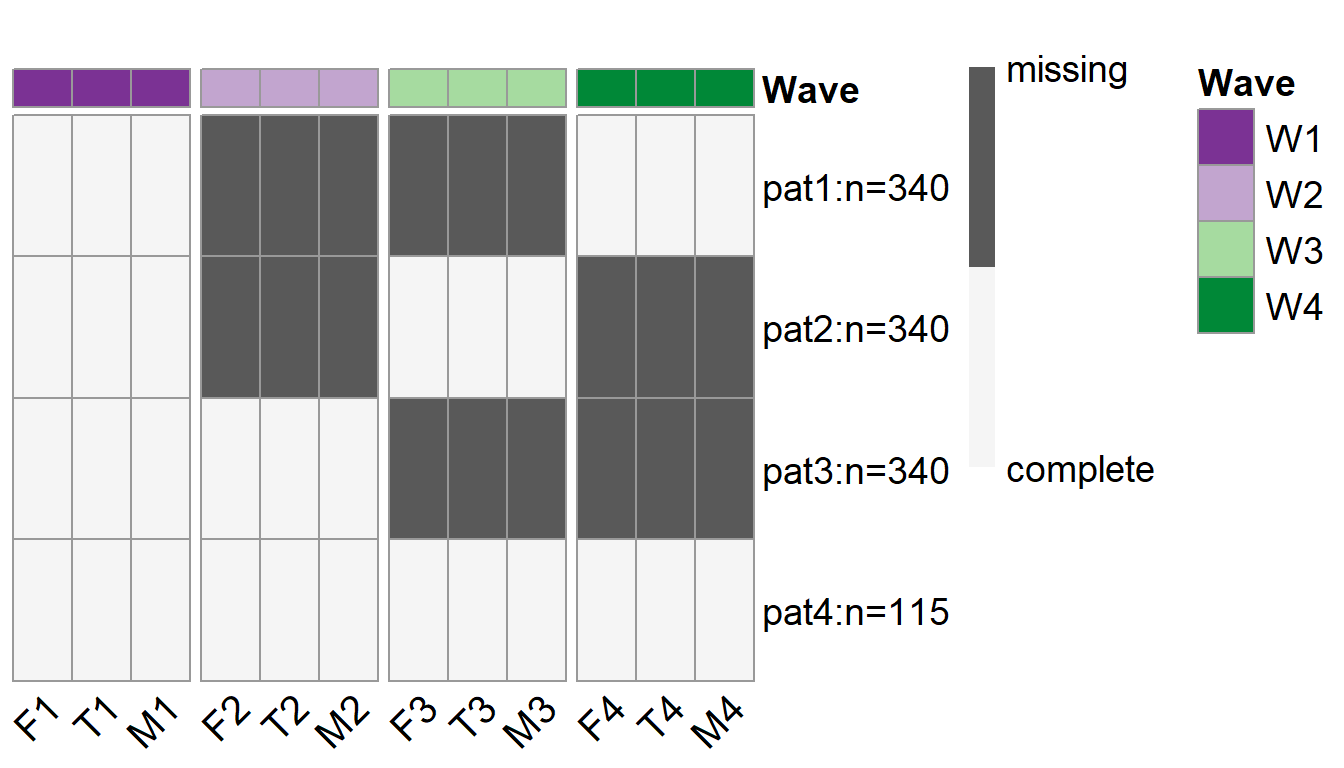 Wave
missing
Wave
W1
W2
W3
W4
pat1:n=340
pat2:n=340
pat3:n=340
complete
pat4:n=115
F1 T1 M1 F2 T2 M2 F3 T3 M3 F4 T4 M4